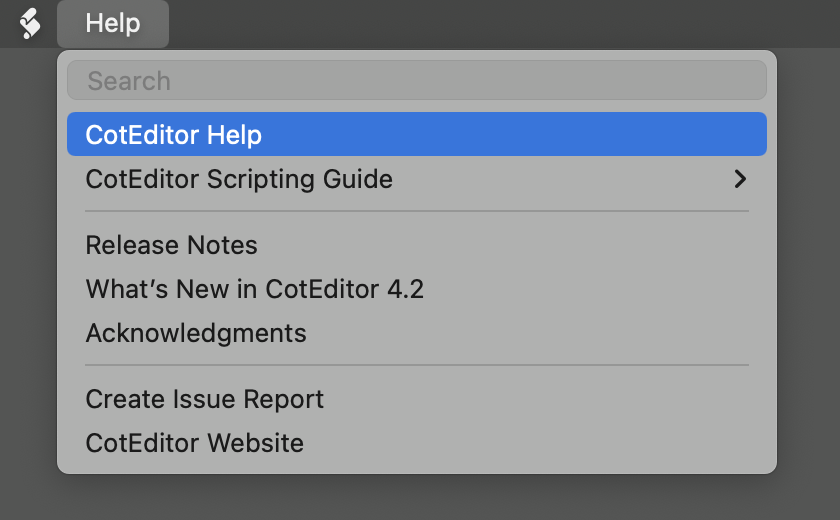 Help
Search
CotEditor Help
CotEditor Scripting Guide
Release Notes
What’s New in CotEditor 4.2
Acknowledgments
Create Issue Report
CotEditor Website